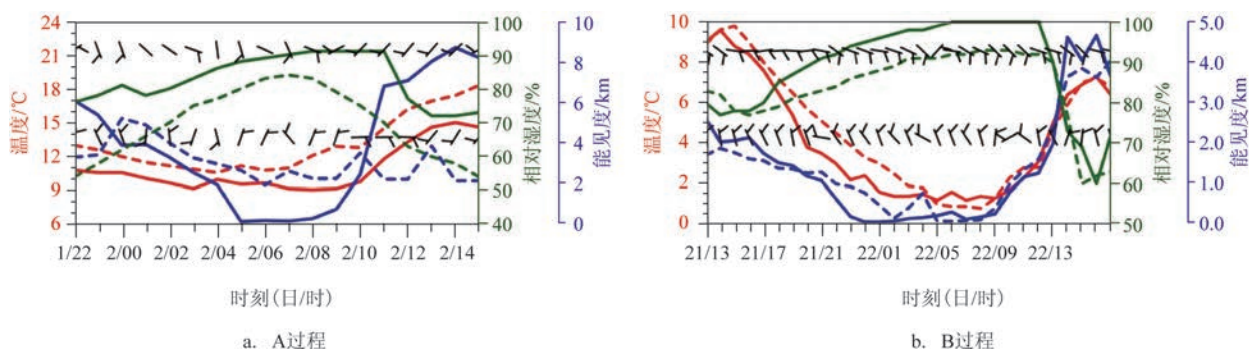 24 100 10 10 100 5.0
21 90 8 8 90 4.0
18 80 6 6 80 3.0
15 70
12 60 4 4 70 2.0
9 50 2 2 60 1.0
6 40 0 0 50 0.0
温度/℃ 相对湿度/% 能见度/km 温度/℃ 相对湿度/% 能见度/km
1/22 2/00 2/02 2/04 2/06 2/08 2/10 2/12 2/14 21/13 21/17 21/21 22/01 22/05 22/09 22/13
时刻(日/时) 时刻(日/时)
a. A过程 b. B过程